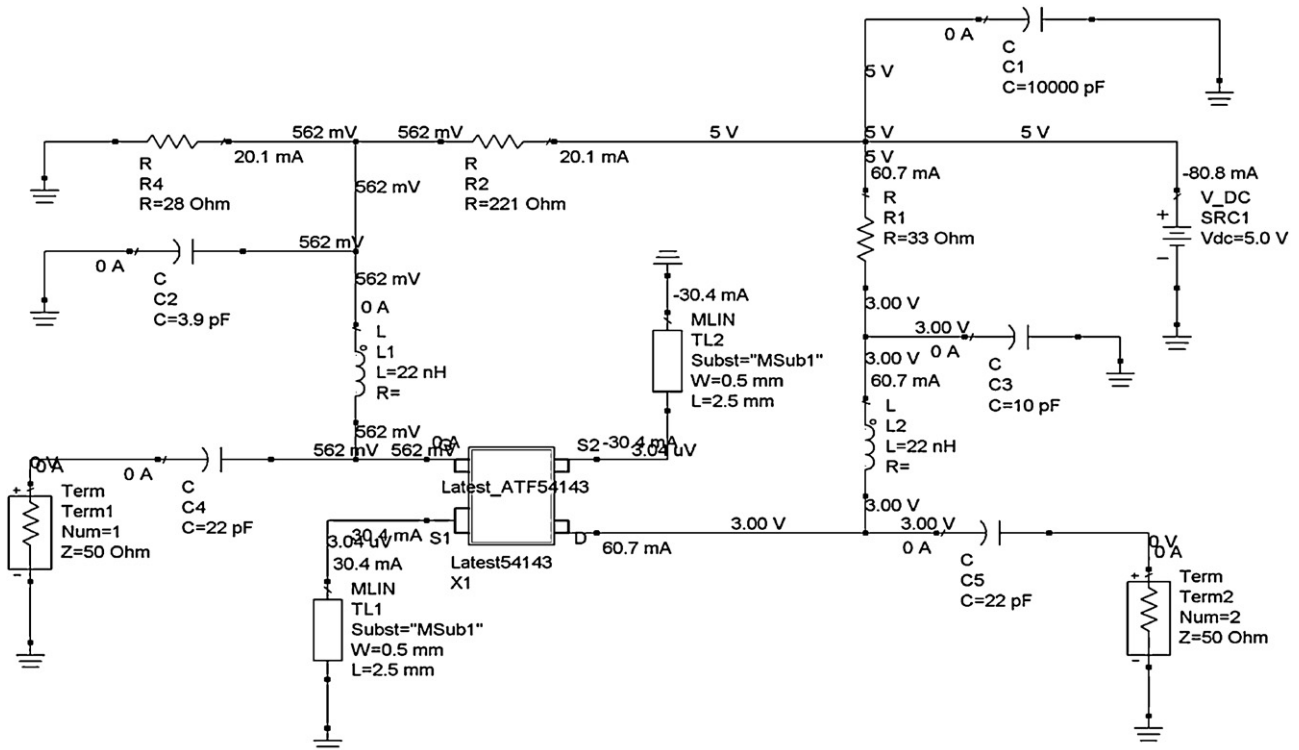 0 A
C
C1
C=10000 pF
5 V
562 mV
562 mV
5 V
5 V
5 V
20.1 mA
20.1 mA
5 V
60.7 mA
-80.8 mA
R
R4
R=28 Ohm
562 mV
R
R2
R=221 Ohm
R
R1
R=33 Ohm
+
V_DC
SRC1
Vdc=5.0 V
-
562 mV
0 A
562 mV
C
C2
C=3.9 pF
0 A
L
L1
L=22 nH
R=
-30.4 mA
MLIN
TL2
Subst="MSub1"
W=0.5 mm
L=2.5 mm
3.00 V
3.00 V
3.00 V
0 A
60.7 mA
C
C3
C=10 pF
L
L2
L=22 nH
R=
562 mV
562 mV
562 mV
0 A
G
S2
-30.4 mA
3.04 uV
0 V
0 A
0 A
C
C4
C=22 pF
+
Term
Term1
Num=1
Z=50 Ohm
-
Latest_ATF54143
3.00 V
30.4 mA
S1
3.04 uV
30.4 mA
D
60.7 mA
3.00 V
3.00 V
0 A
Latest54143
X1
C
C5
C=22 pF
0 V
0 A
MLIN
TL1
Subst="MSub1"
W=0.5 mm
L=2.5 mm
+
Term
Term2
Num=2
Z=50 Ohm
-